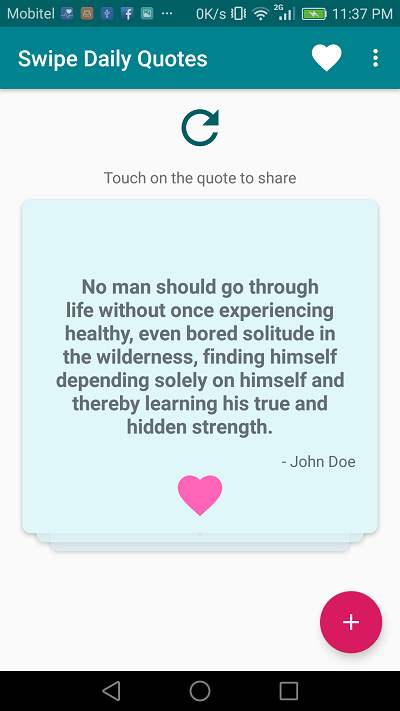 Mobitel ... 0K/s 2G 11:37 PM
Swipe Daily Quotes
Touch on the quote to share
No man should go through
life without once experiencing
healthy, even bored solitude in
the wilderness, finding himself
depending solely on himself and
thereby learning his true and
hidden strength.
- John Doe